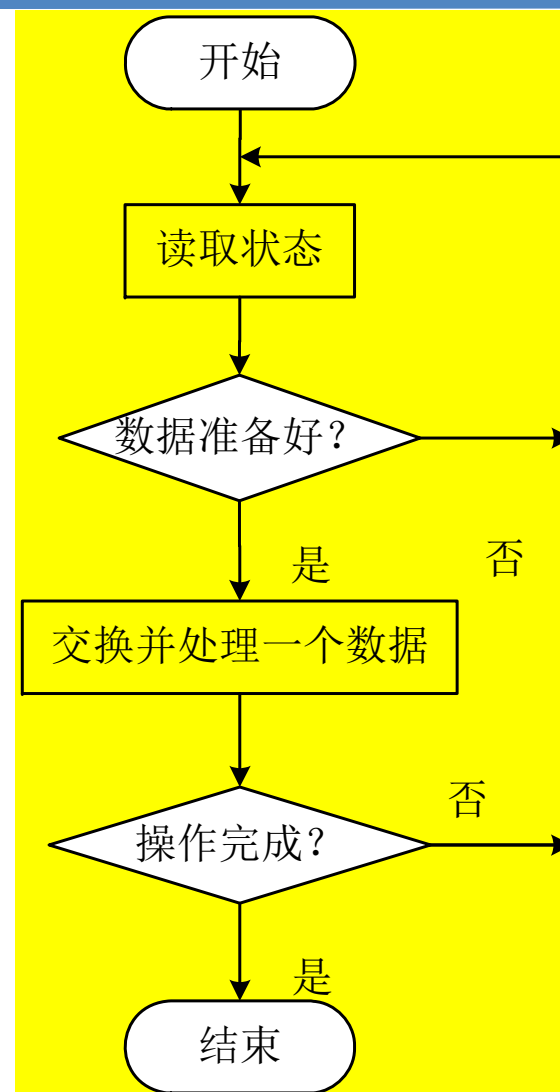 开始
读取状态
数据准备好？
是
否
交换并处理一个数据
否
操作完成？
是
结束